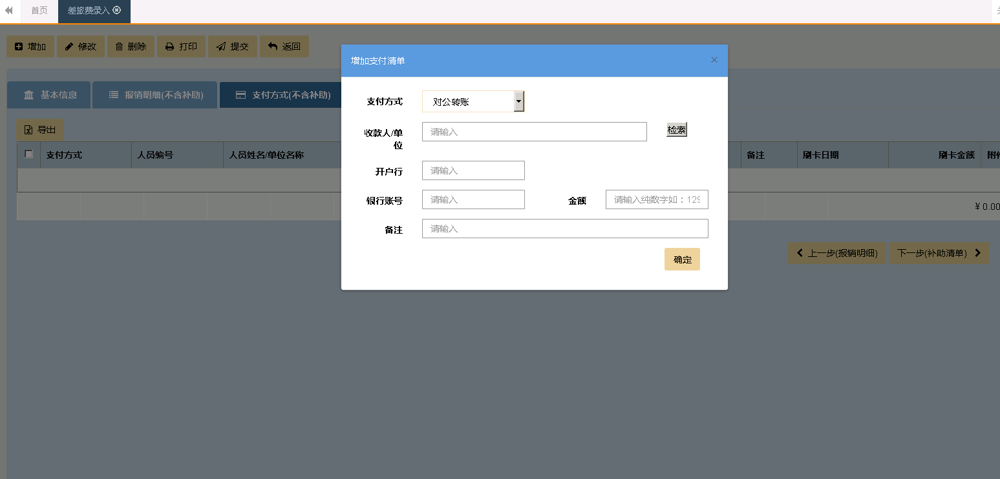 首页
差旅费录入
增加
修改
删除
打印
提交
返回
增加支付清单
×
基本信息
报销明细(不含补助)
支付方式(不含补助)
支付方式
对公转账
导出
收款人/单
位
请输入
检索
支付方式
人员编号
人员姓名/单位名称
备注
刷卡日期
刷卡金额
开户行
请输入
银行账号
请输入
金额
请输入纯数字如：129
¥ 0.00
备注
请输入
上一步(报销明细)
下一步(补助清单)
确定